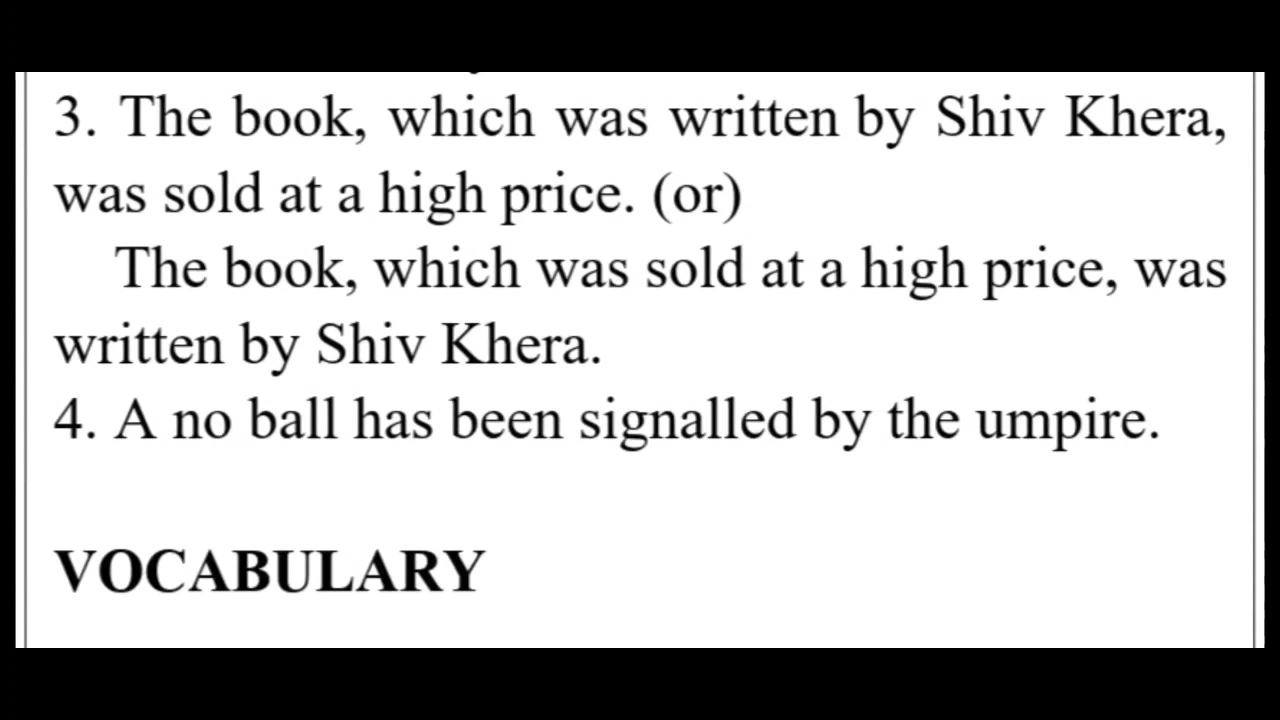 3. The book, which was written by Shiv Khera,
was sold at a high price. (or)
The book, which was sold at a high price, was
written by Shiv Khera.
4. A no ball has been signalled by the umpire.
VOCABULARY